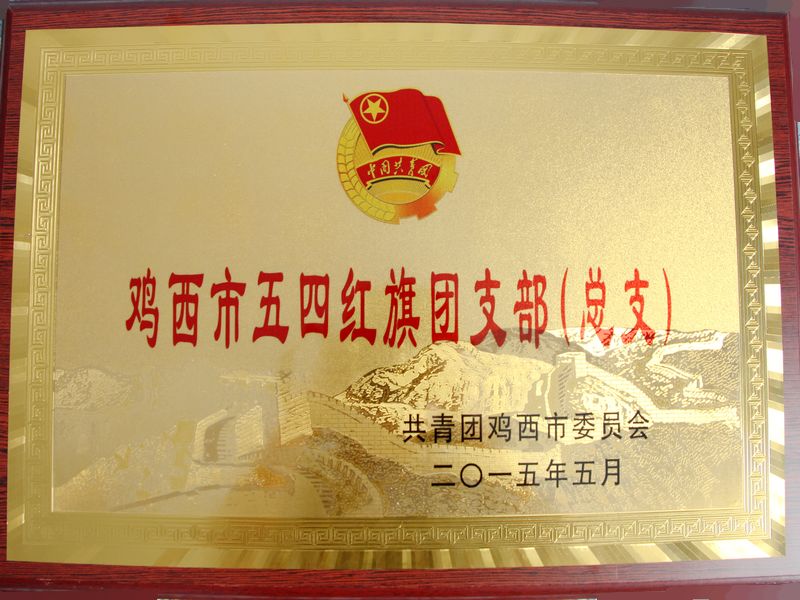 中国共青团
鸡西市五四红旗团支部(总支)
共青团鸡西市委员会
二〇一五年五月